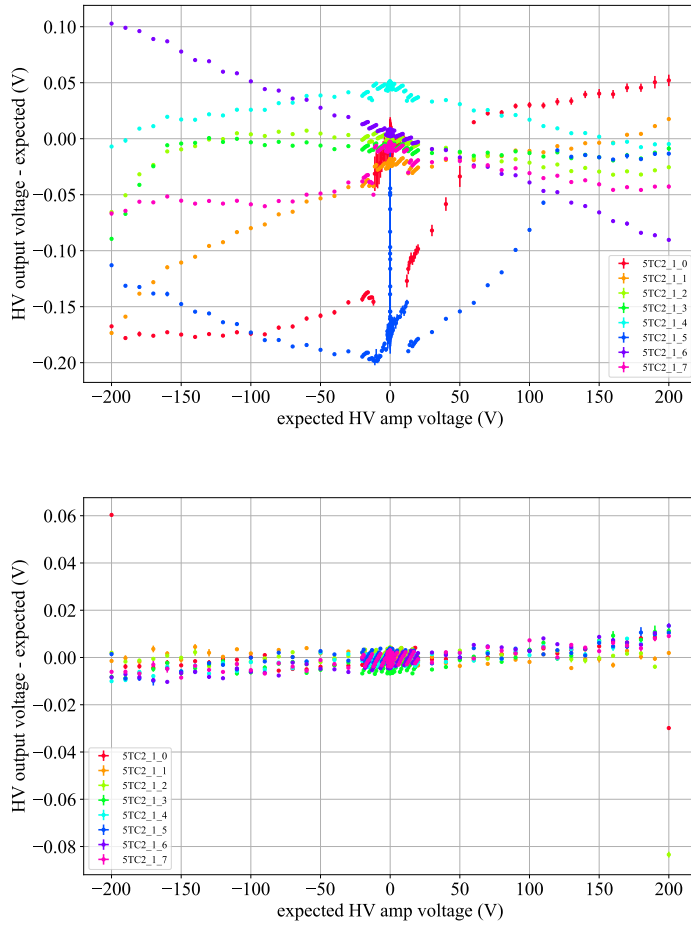 0.10
0.05
0.00
−0.05
−0.10
−0.15
−0.20
HV output voltage - expected (V)
−200 −150 −100 −50 0 50 100 150 200
expected HV amp voltage (V)
5TC2_1_0
5TC2_1_1
5TC2_1_2
5TC2_1_3
5TC2_1_4
5TC2_1_5
5TC2_1_6
5TC2_1_7
0.06
0.04
0.02
0.00
−0.02
−0.04
−0.06
−0.08
HV output voltage - expected (V)
5TC2_1_0
5TC2_1_1
5TC2_1_2
5TC2_1_3
5TC2_1_4
5TC2_1_5
5TC2_1_6
5TC2_1_7
−200 −150 −100 −50 0 50 100 150 200
expected HV amp voltage (V)